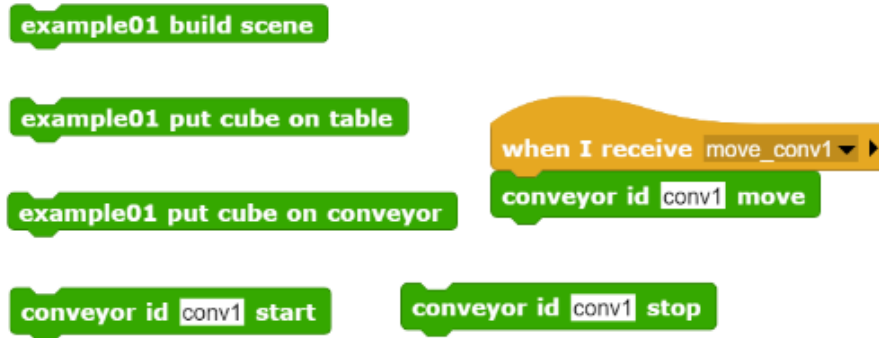 example01 build scene
example01 put cube on table
when I receive move_conv1
conveyor id conv1 move
example01 put cube on conveyor
conveyor id conv1 start
conveyor id conv1 stop